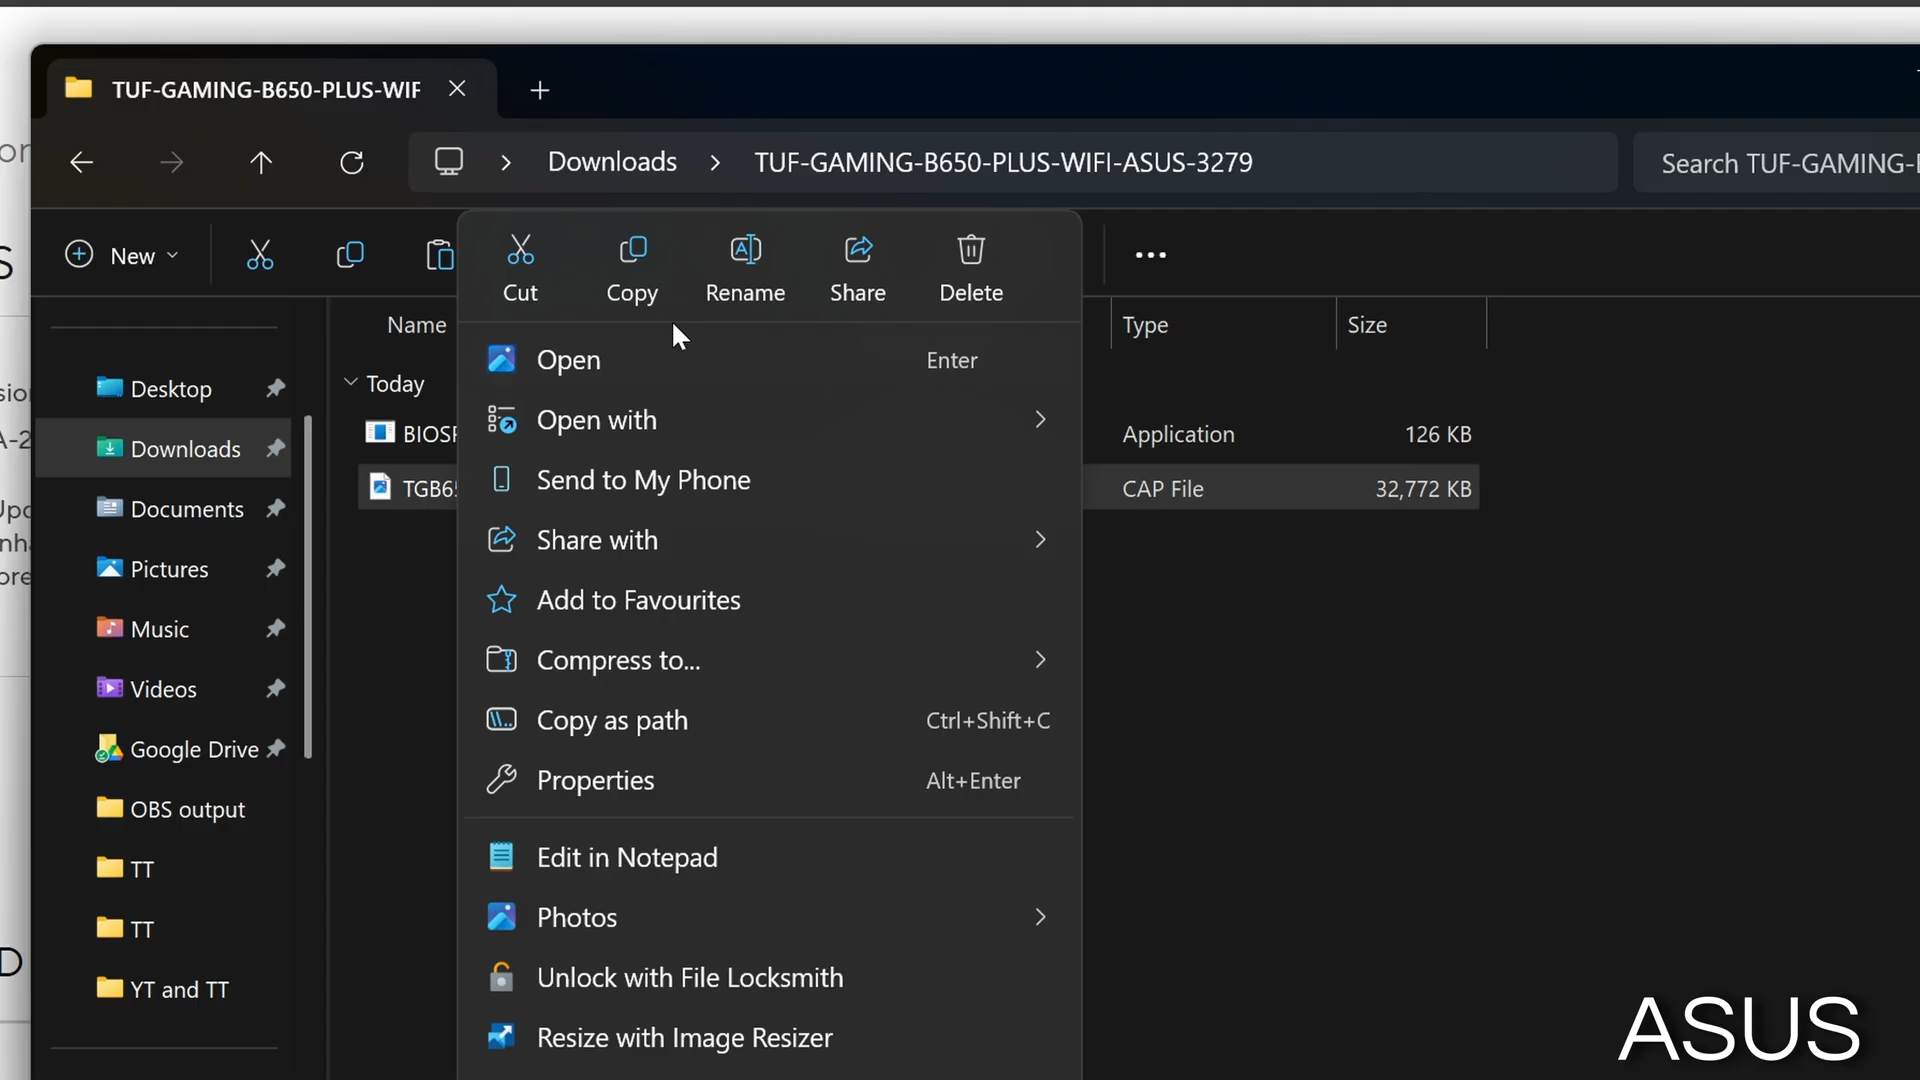 TUF-GAMING-B650-PLUS-WIF
Downloads
TUF-GAMING-B650-PLUS-WIFI-ASUS-3279
Search TUF-GAMING-
New
Cut
Copy
Rename
Share
Delete
Name
Type
Size
Open Enter
Today
Desktop
Open with
BIOS
Application
126 KB
Downloads
Send to My Phone
TGB6
CAP File
32,772 KB
Documents
Share with
Pictures
Add to Favourites
Music
Compress to...
Videos
Copy as path Ctrl+Shift+C
Google Drive
Properties Alt+Enter
OBS output
Edit in Notepad
TT
Photos
TT
Unlock with File Locksmith
YT and TT
Resize with Image Resizer
ASUS